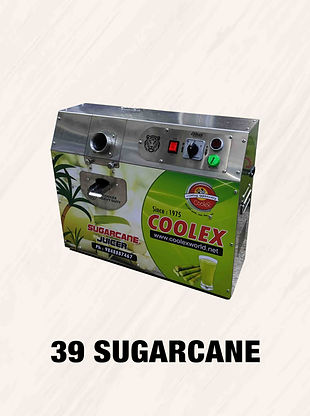 SUGARCANE
JUICER
Since : 1975
COOLEX
www.coolexworld.net
39 SUGARCANE